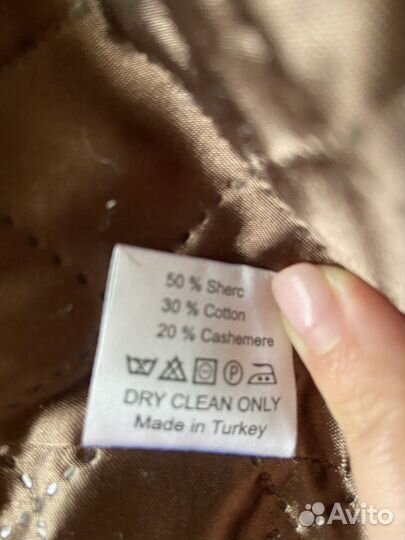 50 % Sherc
30 % Cotton
20 % Cashemere
P
DRY CLEAN ONLY
Made in Turkey
Avito